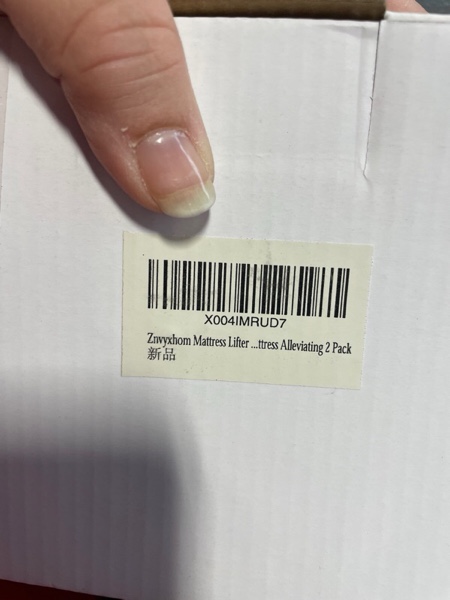 X004IMRUD7
Znvyxhom Mattress Lifter ...ttress Alleviating 2 Pack
新品